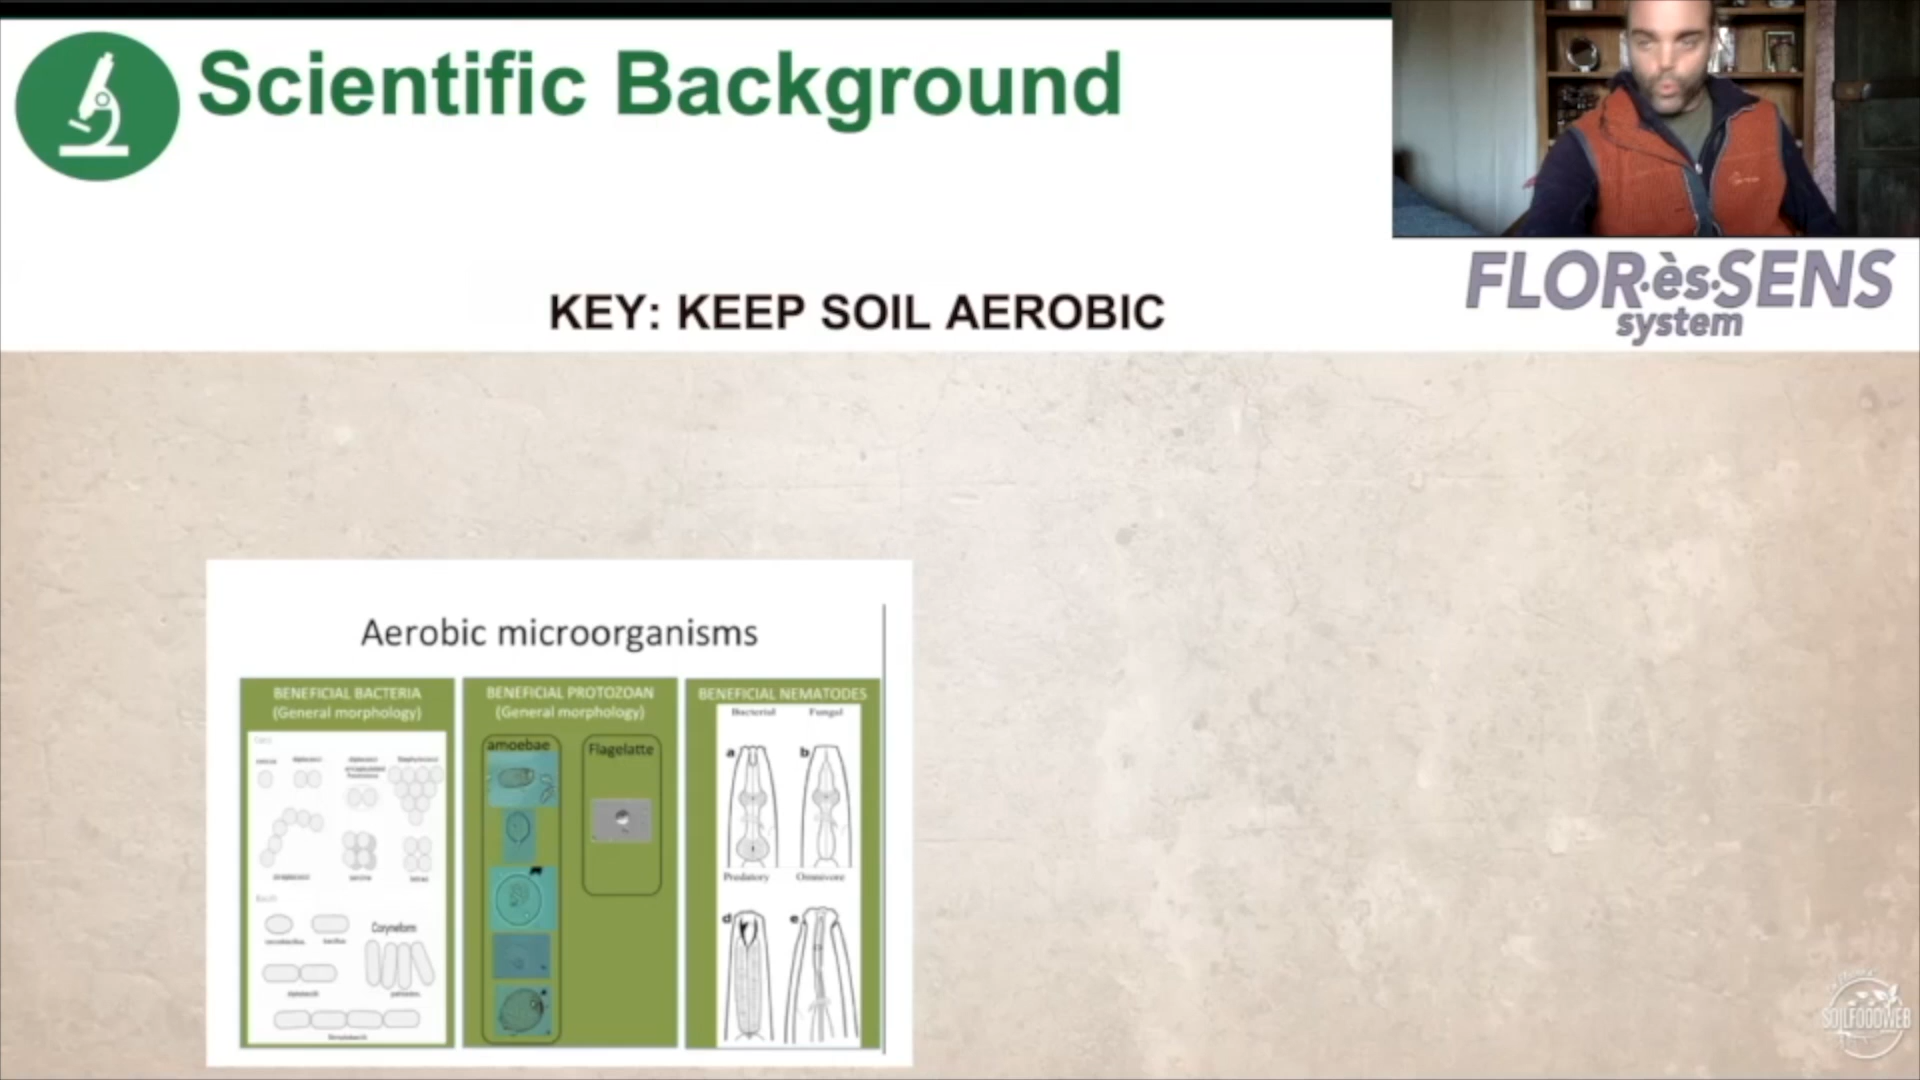 Scientific Background
FLOR·ès·SENS
system
KEY: KEEP SOIL AEROBIC
Aerobic microorganisms
BENEFICIAL BACTERIA
(General morphology)
Coryneform
BENEFICIAL PROTOZOAN
(General morphology)
amoebae
Flagelatte
BENEFICIAL NEMATODES
Bacterial Fungal
a b
Predatory Omnivore
d e
SOILFOODWEB